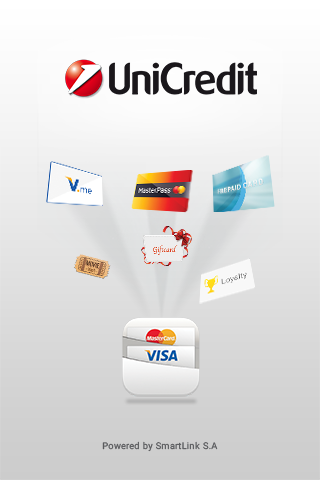 UniCredit
V.me
MasterPass
PREPAID CARD
Giftcard
MOVIE
Loyalty
MasterCard
VISA
Powered by SmartLink S.A